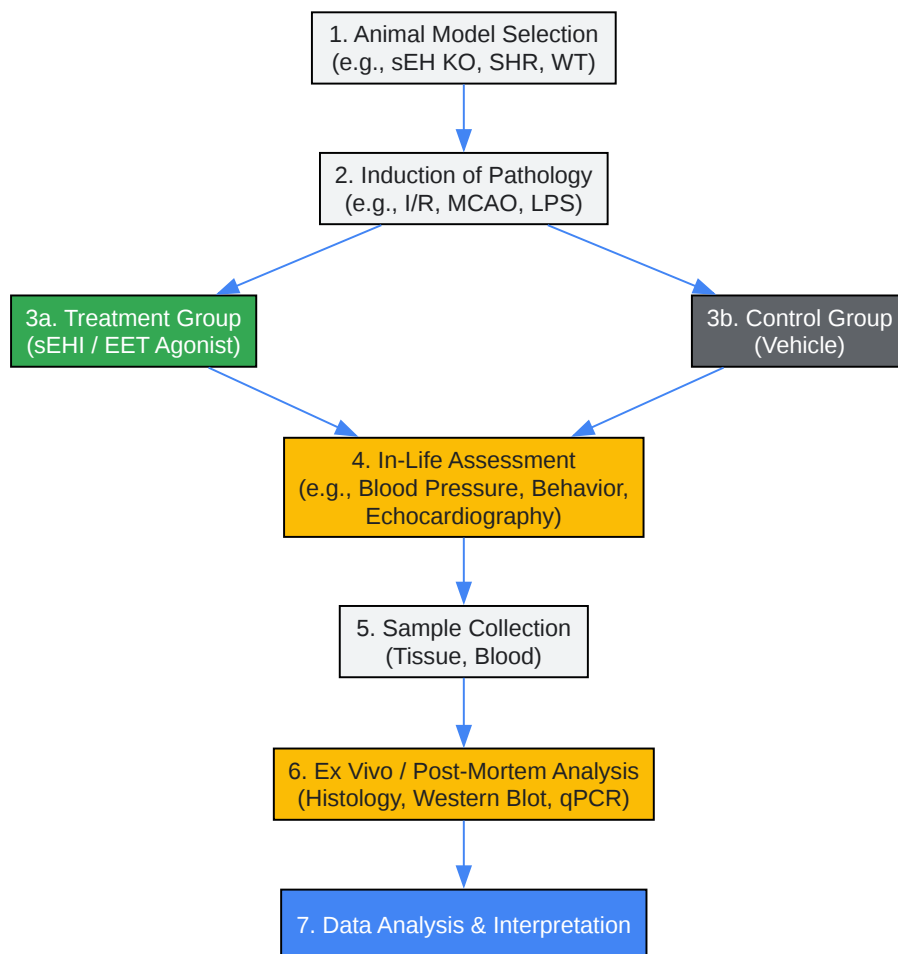 1. Animal Model Selection
(e.g., sEH KO, SHR, WT)
2. Induction of Pathology
(e.g., I/R, MCAO, LPS)
3a. Treatment Group
(sEHI / EET Agonist)
3b. Control Group
(Vehicle)
4. In-Life Assessment
(e.g., Blood Pressure, Behavior,
Echocardiography)
5. Sample Collection
(Tissue, Blood)
6. Ex Vivo / Post-Mortem Analysis
(Histology, Western Blot, qPCR)
7. Data Analysis & Interpretation